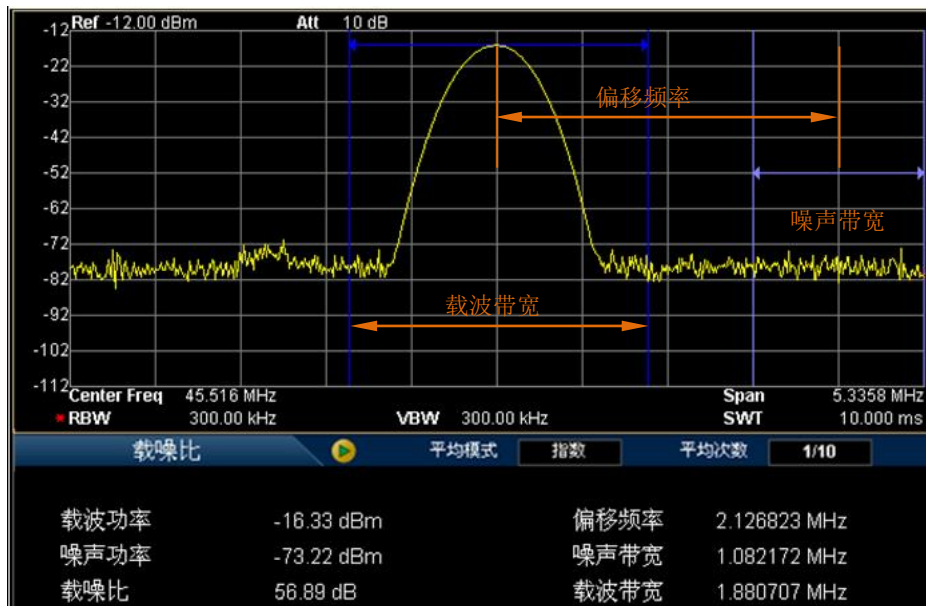 Ref -12.00 dBm Att 10 dB
-12
-22
-32
-42
-52
-62
-72
-82
-92
-102
-112
偏移频率
噪声带宽
载波带宽
Center Freq 45.516 MHz Span 5.3358 MHz
*RBW 300.00 kHz VBW 300.00 kHz SWT 10.000 ms
载噪比 平均模式 指数 平均次数 1/10
载波功率 -16.33 dBm 偏移频率 2.126823 MHz
噪声功率 -73.22 dBm 噪声带宽 1.082172 MHz
载噪比 56.89 dB 载波带宽 1.880707 MHz